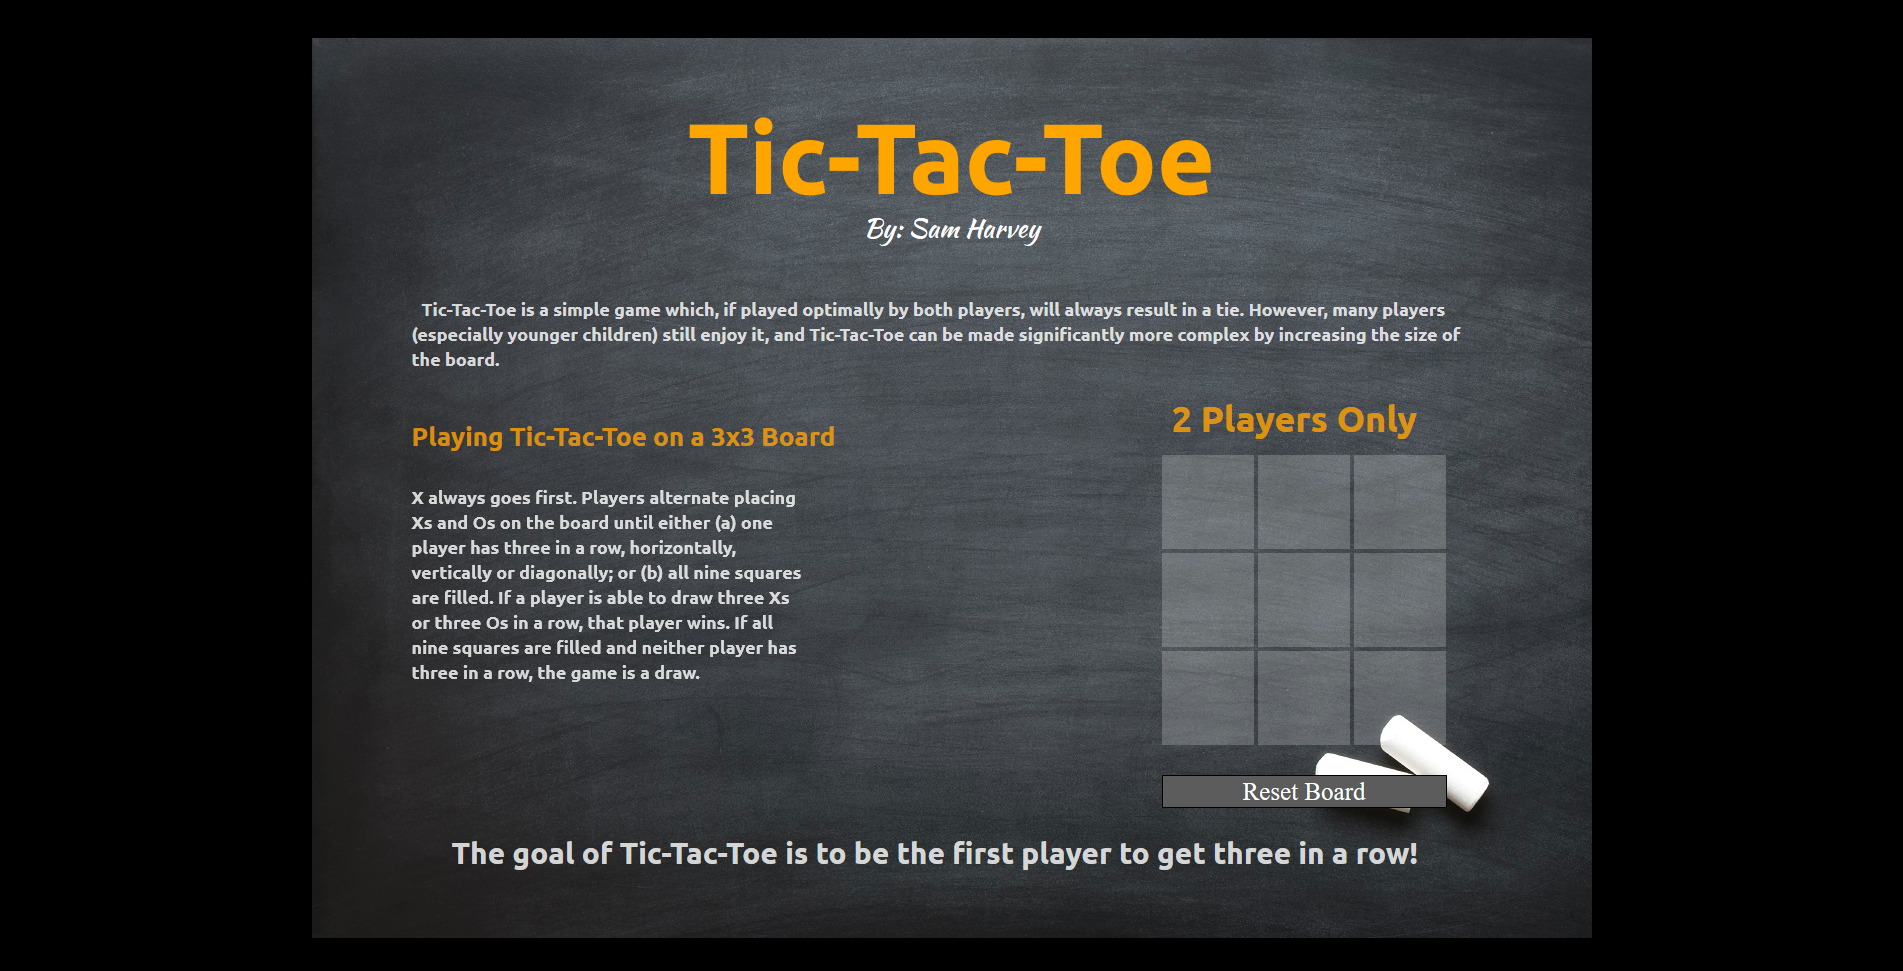 Tic-Tac-Toe
By: Sam Harvey
Tic-Tac-Toe is a simple game which, if played optimally by both players, will always result in a tie. However, many players
(especially younger children) still enjoy it, and Tic-Tac-Toe can be made significantly more complex by increasing the size of
the board.
Playing Tic-Tac-Toe on a 3x3 Board
X always goes first. Players alternate placing
Xs and Os on the board until either (a) one
player has three in a row, horizontally,
vertically or diagonally; or (b) all nine squares
are filled. If a player is able to draw three Xs
or three Os in a row, that player wins. If all
nine squares are filled and neither player has
three in a row, the game is a draw.
2 Players Only
Reset Board
The goal of Tic-Tac-Toe is to be the first player to get three in a row!